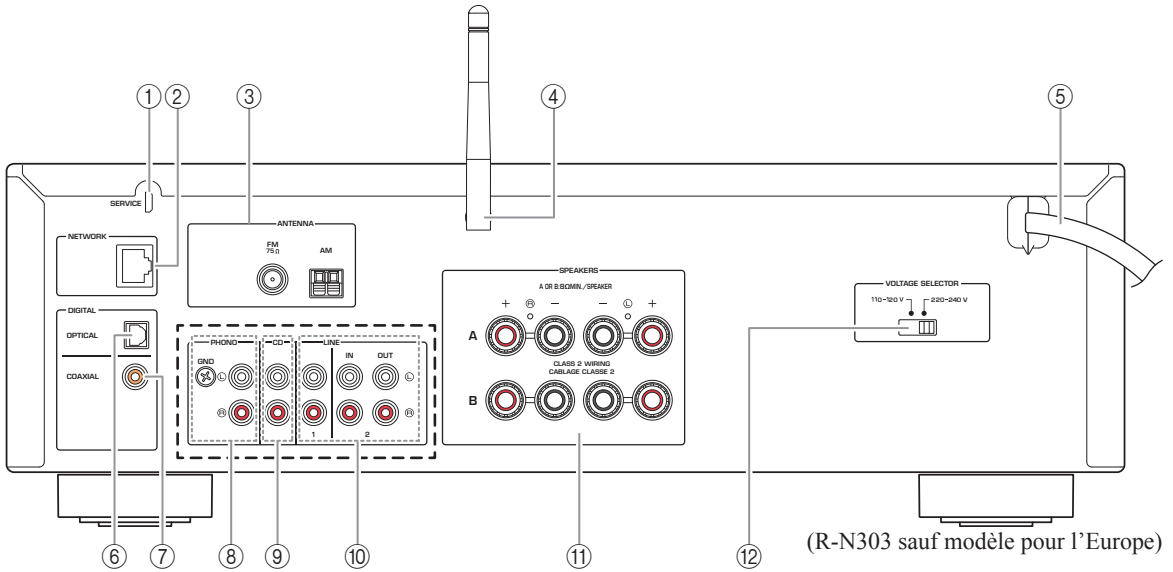 ① ② ③ ④ ⑤
SERVICE
ANTENNA
NETWORK
FM
75Ω
AM
SPEAKERS
A OR B:8ΩMIN./SPEAKER
VOLTAGE SELECTOR
110-120 V 220-240 V
+ Ⓡ – – Ⓛ +
DIGITAL
OPTICAL
A
PHONO CD LINE
IN OUT
GND
CLASS 2 WIRING
CABLAGE CLASSE 2
COAXIAL
Ⓛ Ⓛ
B
Ⓡ Ⓡ
1 2
⑥ ⑦ ⑧ ⑨ ⑩ ⑪ ⑫
(R-N303 sauf modèle pour l’Europe)